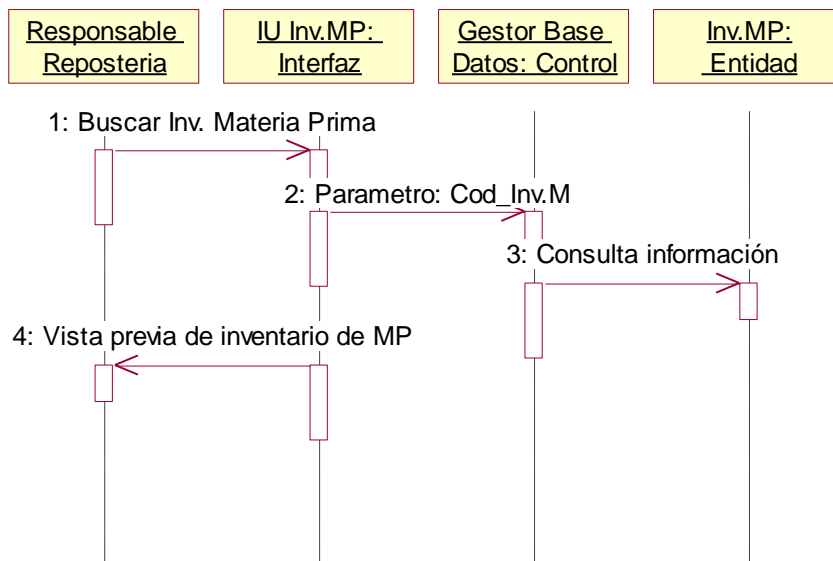 Responsable
Reposteria
IU Inv.MP:
Interfaz
Gestor Base
Datos: Control
Inv.MP:
Entidad
1: Buscar Inv. Materia Prima
2: Parametro: Cod_Inv.M
3: Consulta información
4: Vista previa de inventario de MP